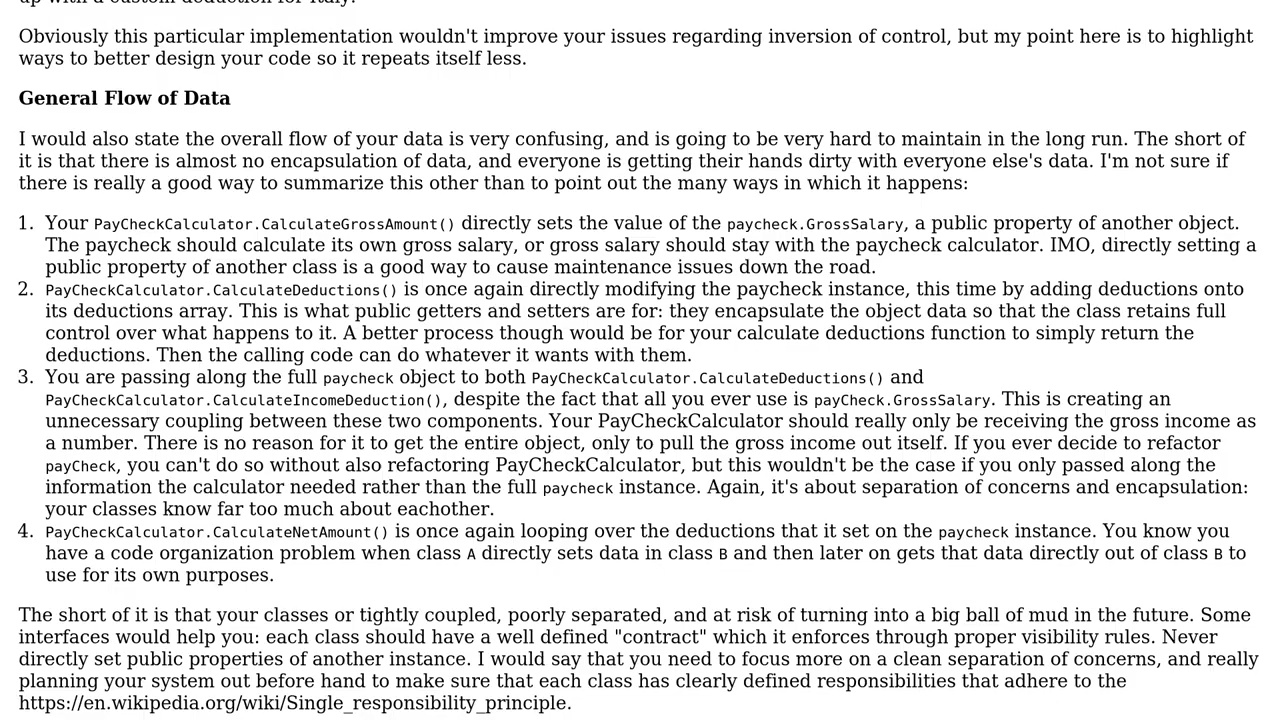 up with a custom deduction for Italy.
Obviously this particular implementation wouldn't improve your issues regarding inversion of control, but my point here is to highlight
ways to better design your code so it repeats itself less.
General Flow of Data
I would also state the overall flow of your data is very confusing, and is going to be very hard to maintain in the long run. The short of
it is that there is almost no encapsulation of data, and everyone is getting their hands dirty with everyone else's data. I'm not sure if
there is really a good way to summarize this other than to point out the many ways in which it happens:
1. Your PayCheckCalculator.CalculateGrossAmount() directly sets the value of the paycheck.GrossSalary, a public property of another object.
The paycheck should calculate its own gross salary, or gross salary should stay with the paycheck calculator. IMO, directly setting a
public property of another class is a good way to cause maintenance issues down the road.
2. PayCheckCalculator.CalculateDeductions() is once again directly modifying the paycheck instance, this time by adding deductions onto
its deductions array. This is what public getters and setters are for: they encapsulate the object data so that the class retains full
control over what happens to it. A better process though would be for your calculate deductions function to simply return the
deductions. Then the calling code can do whatever it wants with them.
3. You are passing along the full paycheck object to both PayCheckCalculator.CalculateDeductions() and
PayCheckCalculator.CalculateIncomeDeduction(), despite the fact that all you ever use is payCheck.GrossSalary. This is creating an
unnecessary coupling between these two components. Your PayCheckCalculator should really only be receiving the gross income as
a number. There is no reason for it to get the entire object, only to pull the gross income out itself. If you ever decide to refactor
payCheck, you can't do so without also refactoring PayCheckCalculator, but this wouldn't be the case if you only passed along the
information the calculator needed rather than the full paycheck instance. Again, it's about separation of concerns and encapsulation:
your classes know far too much about eachother.
4. PayCheckCalculator.CalculateNetAmount() is once again looping over the deductions that it set on the paycheck instance. You know you
have a code organization problem when class A directly sets data in class B and then later on gets that data directly out of class B to
use for its own purposes.
The short of it is that your classes or tightly coupled, poorly separated, and at risk of turning into a big ball of mud in the future. Some
interfaces would help you: each class should have a well defined "contract" which it enforces through proper visibility rules. Never
directly set public properties of another instance. I would say that you need to focus more on a clean separation of concerns, and really
planning your system out before hand to make sure that each class has clearly defined responsibilities that adhere to the
https://en.wikipedia.org/wiki/Single_responsibility_principle.